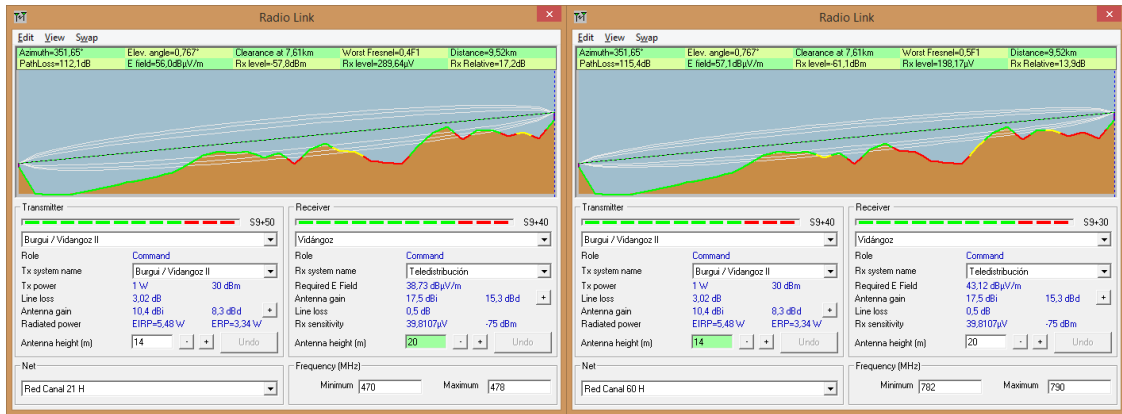 Radio Link
Edit View Swap
Azimuth=351,65° Elev. angle=0,767° Clearance at 7,61km Worst Fresnel=0,4F1 Distance=9,52km
PathLoss=112,1dB E field=56,0dBµV/m Rx level=-57,8dBm Rx level=289,64µV Rx Relative=17,2dB
Transmitter
S9+50
Burgui / Vidangoz II
Role Command
Tx system name Burgui / Vidangoz II
Tx power 1 W 30 dBm
Line loss 3,02 dB
Antenna gain 10,4 dBi 8,3 dBd +
Radiated power EIRP=5,48 W ERP=3,34 W
Antenna height (m) 14 - + Undo
Receiver
S9+40
Vidángoz
Role Command
Rx system name Teledistribución
Required E Field 38,73 dBµV/m
Antenna gain 17,5 dBi 15,3 dBd +
Line loss 0,5 dB
Rx sensitivity 39,8107µV -75 dBm
Antenna height (m) 20 - + Undo
Net
Red Canal 21 H
Frequency (MHz)
Minimum 470 Maximum 478
Radio Link
Edit View Swap
Azimuth=351,65° Elev. angle=0,767° Clearance at 7,61km Worst Fresnel=0,5F1 Distance=9,52km
PathLoss=115,4dB E field=57,1dBµV/m Rx level=-61,1dBm Rx level=198,17µV Rx Relative=13,9dB
Transmitter
S9+40
Burgui / Vidangoz II
Role Command
Tx system name Burgui / Vidangoz II
Tx power 1 W 30 dBm
Line loss 3,02 dB
Antenna gain 10,4 dBi 8,3 dBd +
Radiated power EIRP=5,48 W ERP=3,34 W
Antenna height (m) 14 - + Undo
Receiver
S9+30
Vidángoz
Role Command
Rx system name Teledistribución
Required E Field 43,12 dBµV/m
Antenna gain 17,5 dBi 15,3 dBd +
Line loss 0,5 dB
Rx sensitivity 39,8107µV -75 dBm
Antenna height (m) 20 - + Undo
Net
Red Canal 60 H
Frequency (MHz)
Minimum 782 Maximum 790